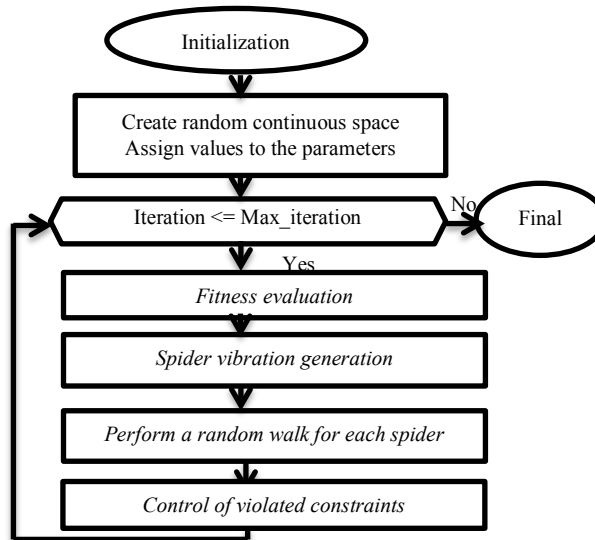 Initialization
Create random continuous space
Assign values to the parameters
Iteration <= Max_iteration
No
Final
Yes
Fitness evaluation
Spider vibration generation
Perform a random walk for each spider
Control of violated constraints